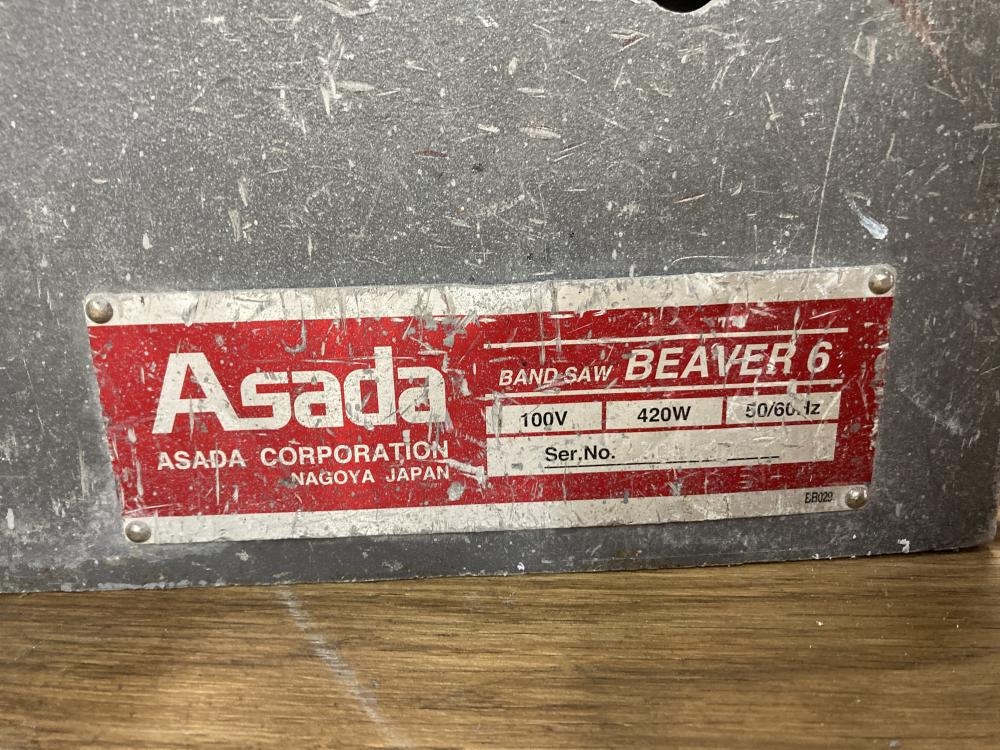 Asada
ASADA CORPORATION
NAGOYA JAPAN
BAND SAW BEAVER 6
100V 420W 50/60Hz
Ser.No.
BB029